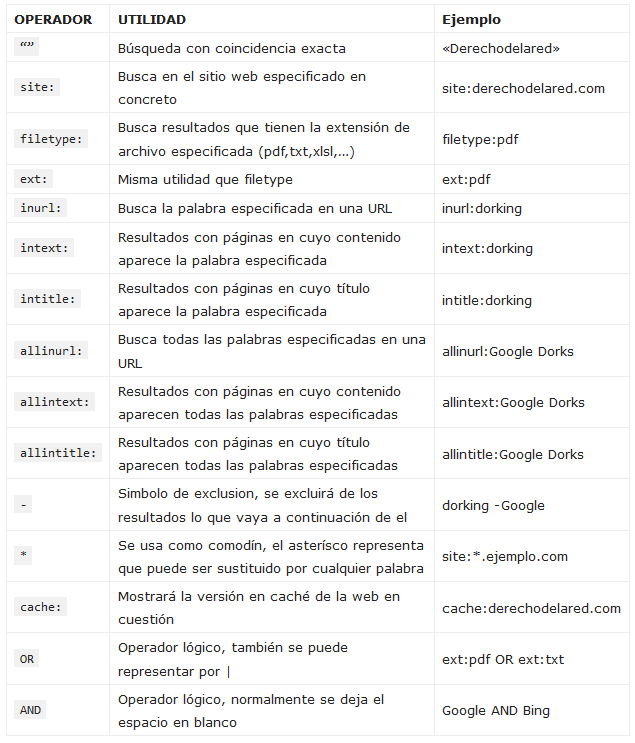 OPERADOR UTILIDAD Ejemplo
“” Búsqueda con coincidencia exacta «Derechodelared»
site: Busca en el sitio web especificado en
concreto site:derechodelared.com
filetype: Busca resultados que tienen la extensión de
archivo especificada (pdf,txt,xlsl,…) filetype:pdf
ext: Misma utilidad que filetype ext:pdf
inurl: Busca la palabra especificada en una URL inurl:dorking
intext: Resultados con páginas en cuyo contenido
aparece la palabra especificada intext:dorking
intitle: Resultados con páginas en cuyo título
aparece la palabra especificada intitle:dorking
allinurl: Busca todas las palabras especificadas en una
URL allinurl:Google Dorks
allintext: Resultados con páginas en cuyo contenido
aparecen todas las palabras especificadas allintext:Google Dorks
allintitle: Resultados con páginas en cuyo título
aparecen todas las palabras especificadas allintitle:Google Dorks
- Simbolo de exclusion, se excluirá de los
resultados lo que vaya a continuación de el dorking -Google
* Se usa como comodín, el asterísco representa
que puede ser sustituido por cualquier palabra site:*.ejemplo.com
cache: Mostrará la versión en caché de la web en
cuestión cache:derechodelared.com
OR Operador lógico, también se puede
representar por | ext:pdf OR ext:txt
AND Operador lógico, normalmente se deja el
espacio en blanco Google AND Bing